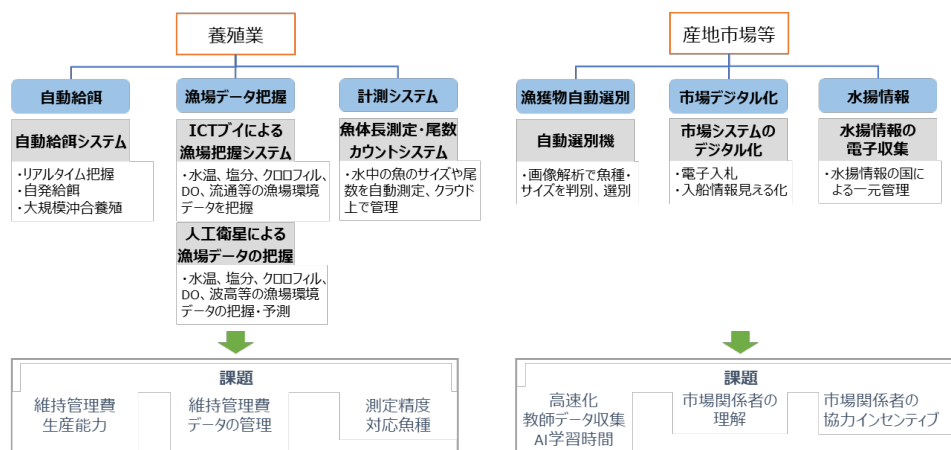 養殖業
自動給餌
自動給餌システム
・リアルタイム把握
・自発給餌
・大規模沖合養殖
漁場データ把握
ICTブイによる
漁場把握システム
・水温、塩分、クロロフィル、
DO、流通等の漁場環境
データを把握
人工衛星による
漁場データの把握
・水温、塩分、クロロフィル、
DO、波高等の漁場環境
データの把握・予測
計測システム
魚体長測定・尾数
カウントシステム
・水中の魚のサイズや尾
数を自動測定、クラウド
上で管理
課題
維持管理費
生産能力
維持管理費
データの管理
測定精度
対応魚種
産地市場等
漁獲物自動選別
自動選別機
・画像解析で魚種・
サイズを判別、選別
市場デジタル化
市場システムの
デジタル化
・電子入札
・入船情報見える化
水揚情報
水揚情報の
電子収集
・水揚情報の国に
よる一元管理
課題
高速化
教師データ収集
AI学習時間
市場関係者の
理解
市場関係者の
協力インセンティブ